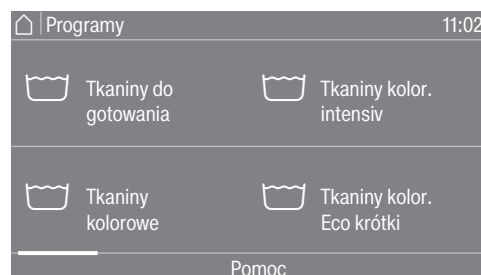 Programy 11:02
Tkaniny do
gotowania
Tkaniny kolor.
intensiv
Tkaniny
kolorowe
Tkaniny kolor.
Eco krótki
Pomoc